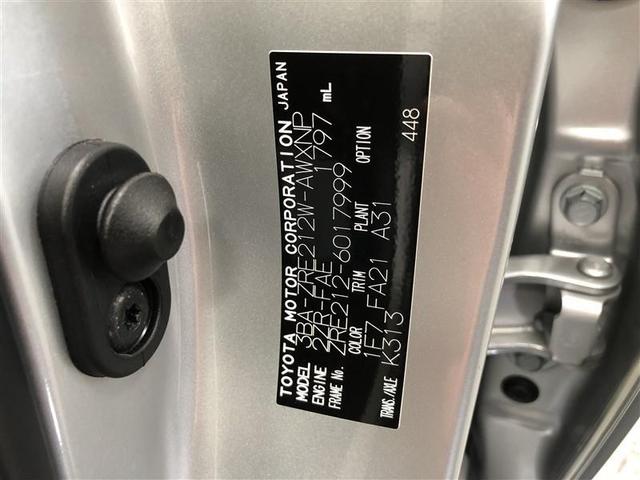 TOYOTA MOTOR CORPORATION JAPAN
MODEL 3BA-ZRE212W-AWXNP
ENGINE 2ZR-FAE 1797 mL
FRAME No. ZRE212-6017999
COLOR TRIM PLANT OPTION
1F7 FA21 A31 448
TRANS./AXLE K313